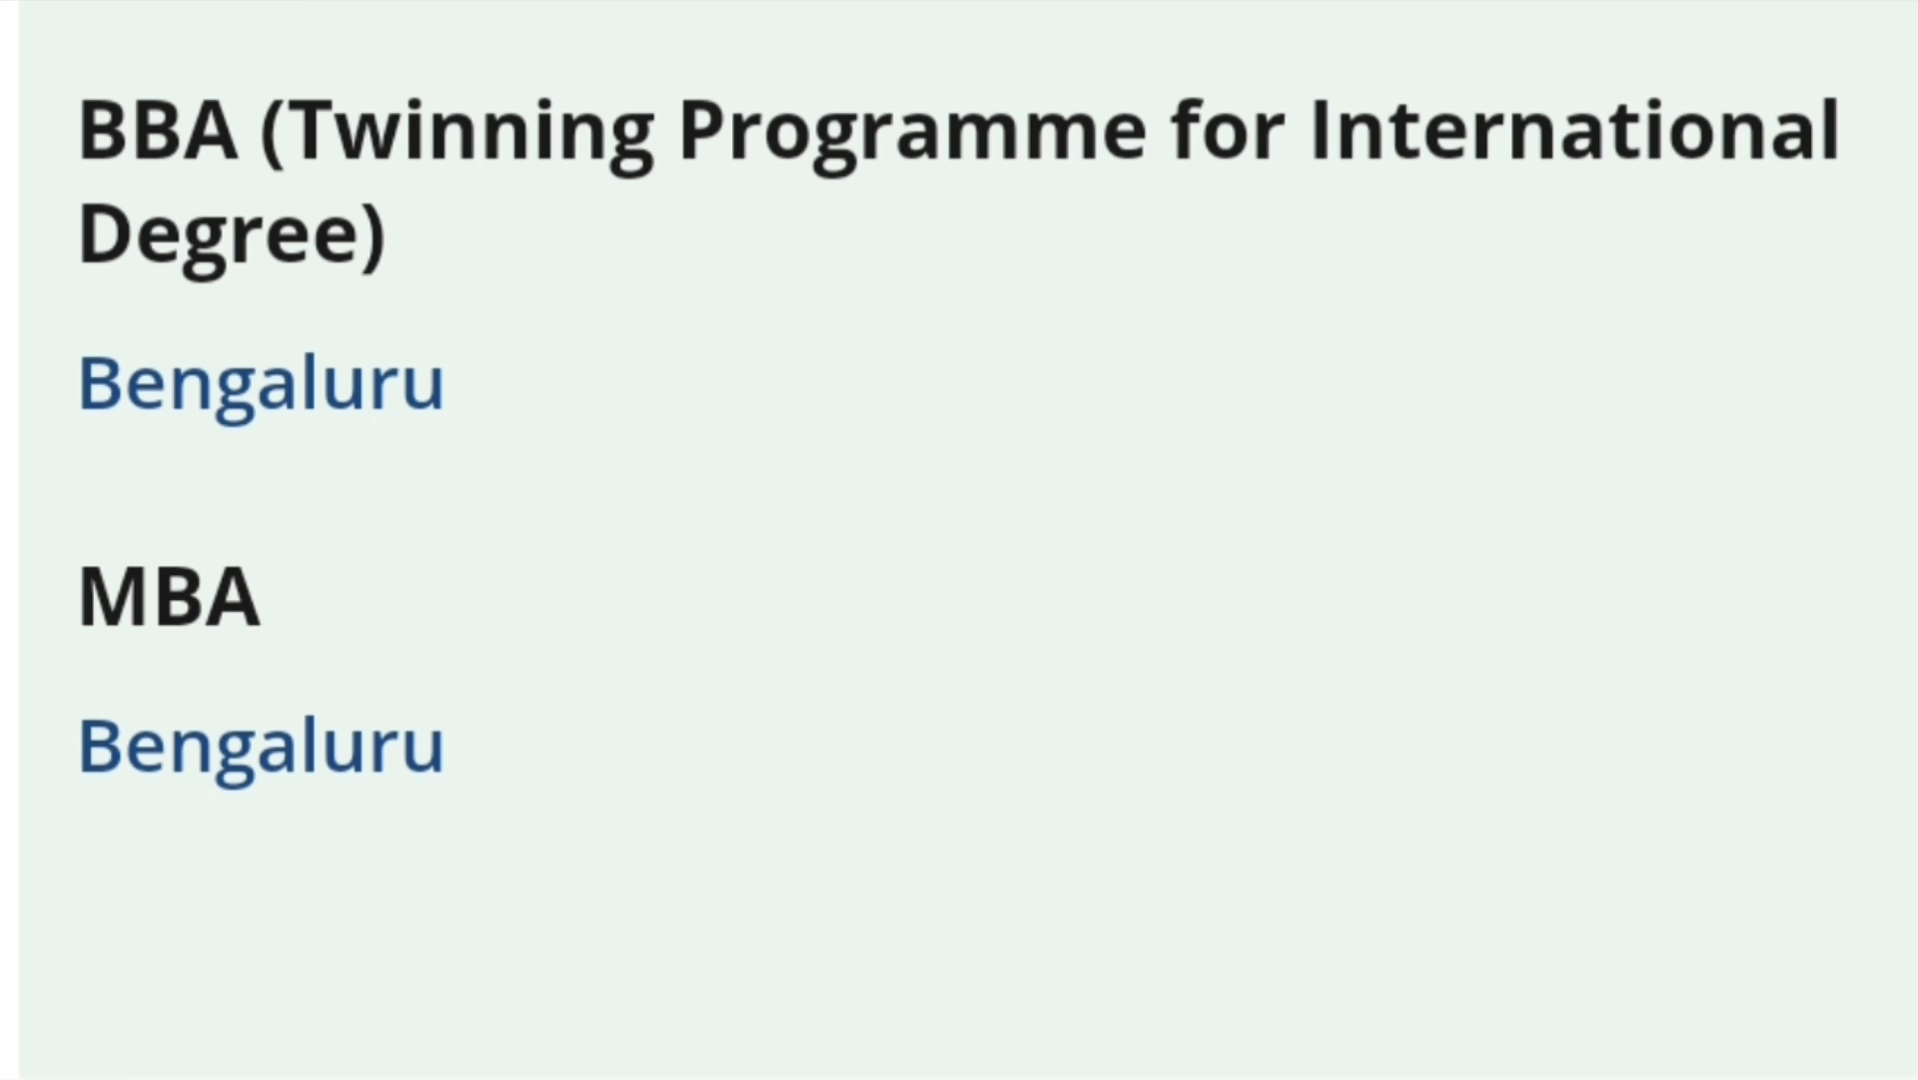 BBA (Twinning Programme for International
Degree)
Bengaluru
MBA
Bengaluru